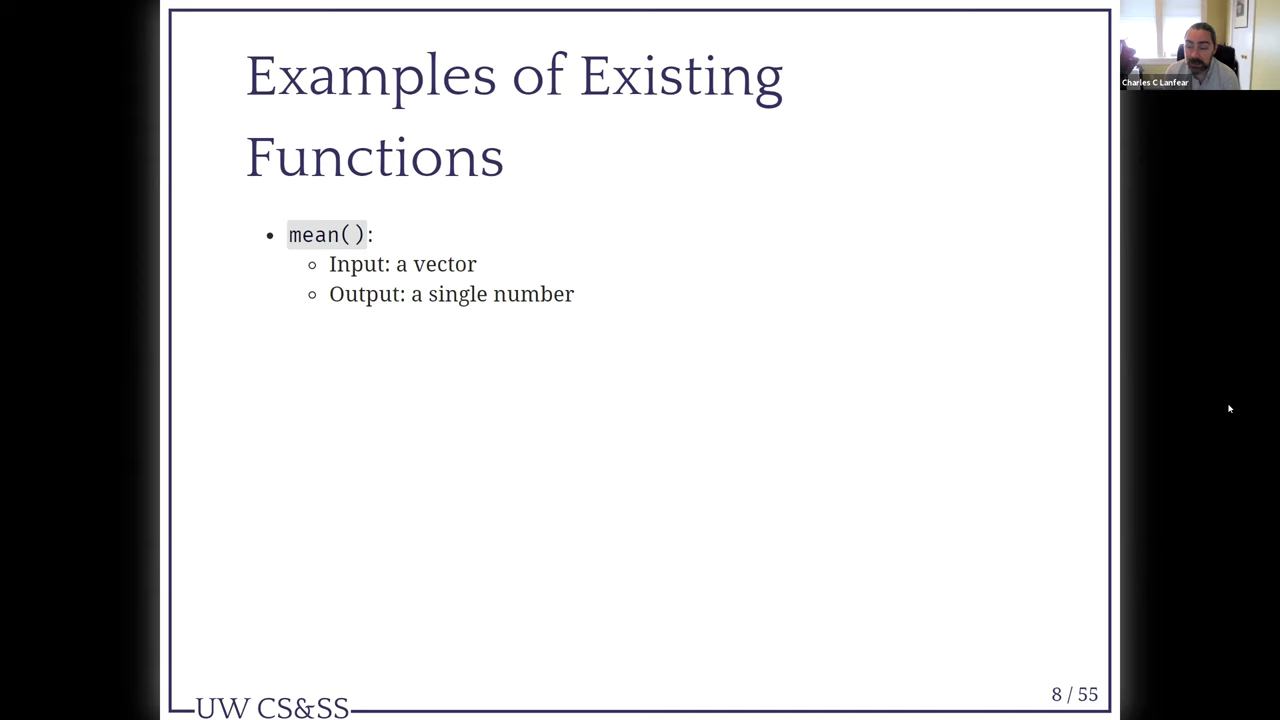 Examples of Existing
Functions
• mean():
○ Input: a vector
○ Output: a single number
UW CS&SS
8 / 55
Charles C Lanfear